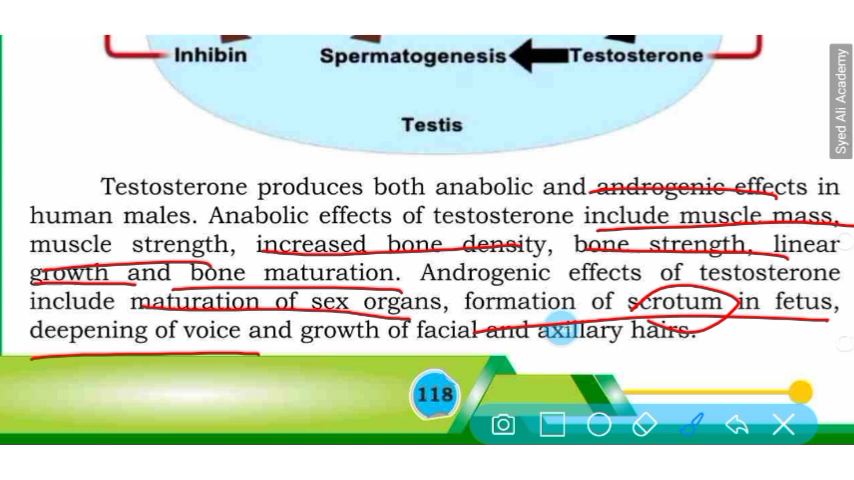 Inhibin Spermatogenesis Testosterone
Testis
Syed Ali Academy
Testosterone produces both anabolic and androgenic effects in
human males. Anabolic effects of testosterone include muscle mass,
muscle strength, increased bone density, bone strength, linear
growth and bone maturation. Androgenic effects of testosterone
include maturation of sex organs, formation of scrotum in fetus,
deepening of voice and growth of facial and axillary hairs.
118